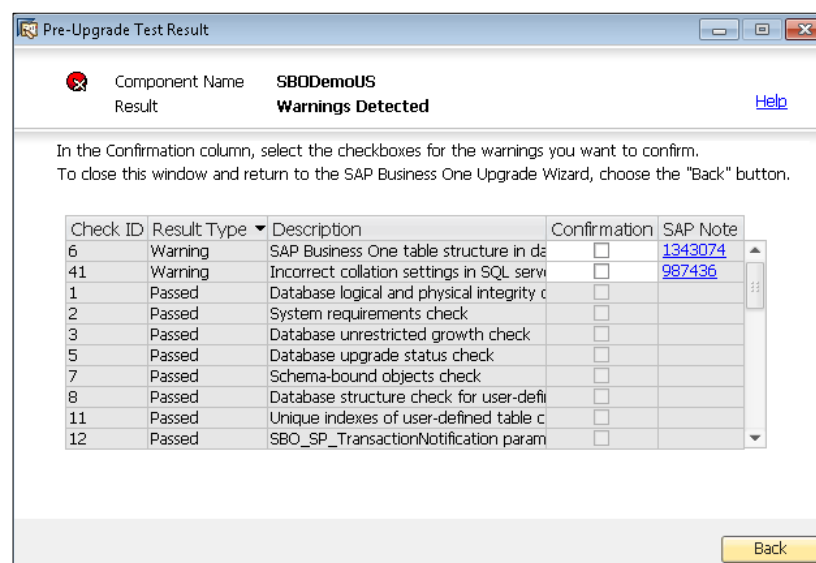 Pre-Upgrade Test Result
Component Name SBODemoUS
Result Warnings Detected Help
In the Confirmation column, select the checkboxes for the warnings you want to confirm.
To close this window and return to the SAP Business One Upgrade Wizard, choose the "Back" button.
Check ID Result Type Description Confirmation SAP Note
6 Warning SAP Business One table structure in da 1343074
41 Warning Incorrect collation settings in SQL serv 987436
1 Passed Database logical and physical integrity c
2 Passed System requirements check
3 Passed Database unrestricted growth check
5 Passed Database upgrade status check
7 Passed Schema-bound objects check
8 Passed Database structure check for user-defi
11 Passed Unique indexes of user-defined table c
12 Passed SBO_SP_TransactionNotification param
Back